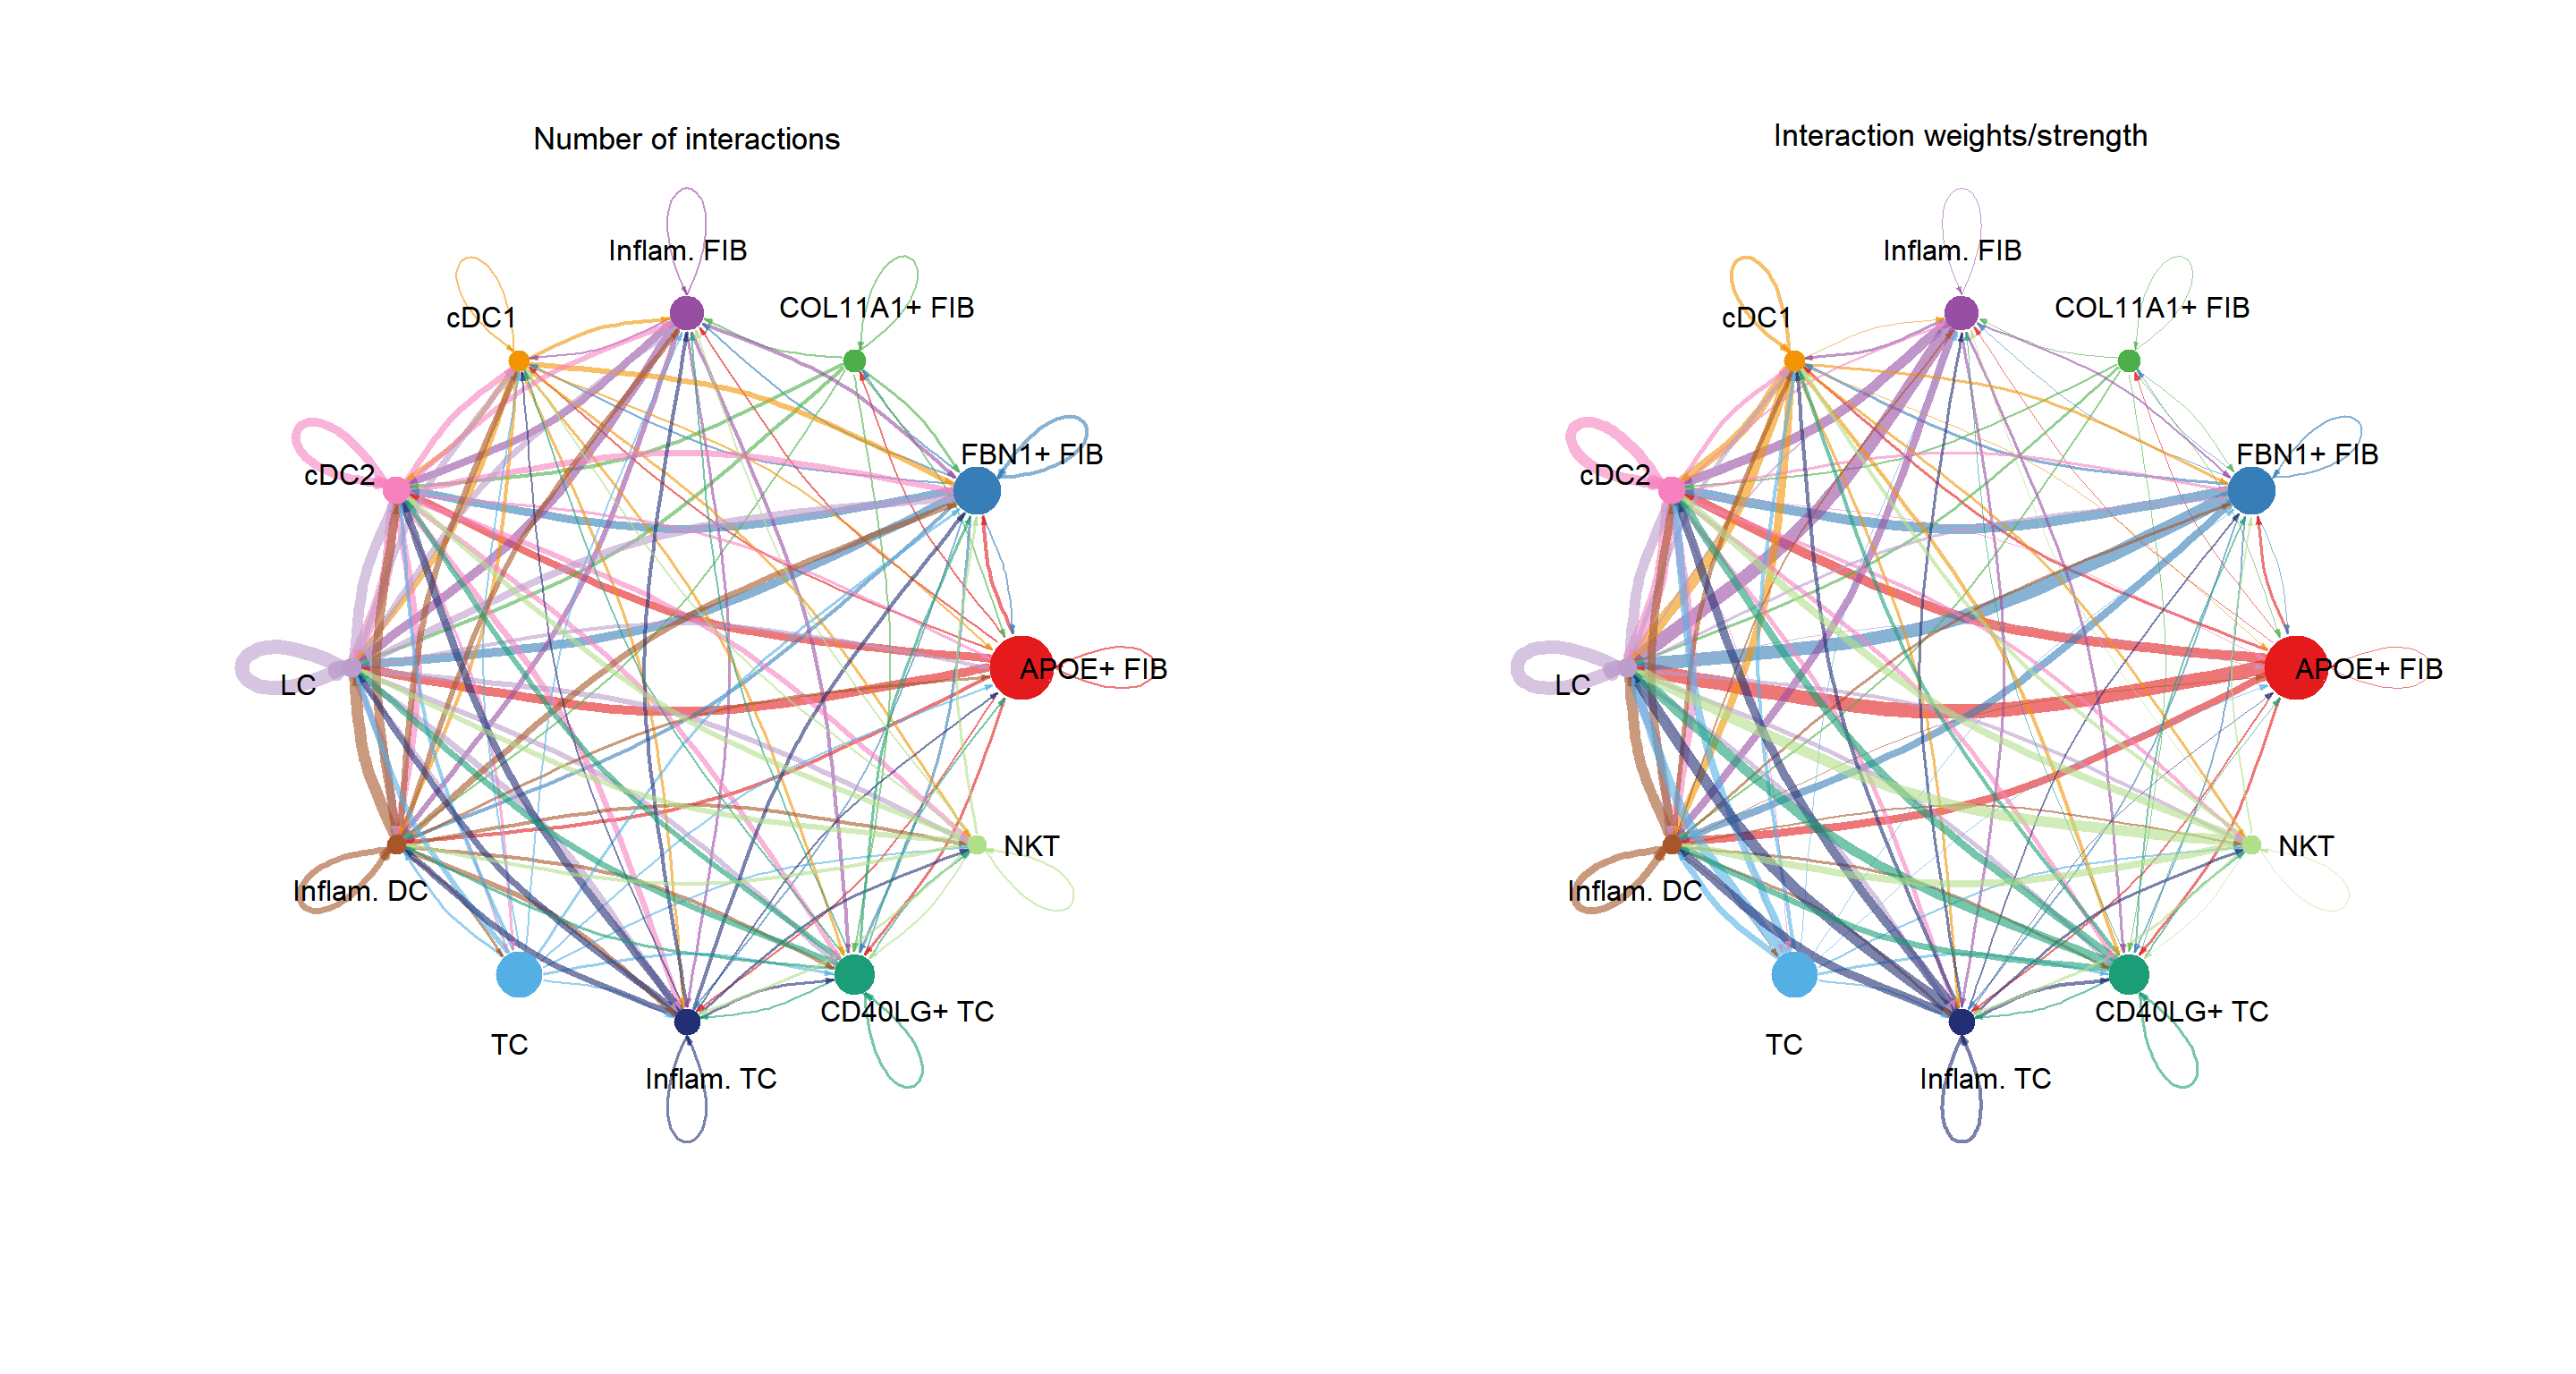 Number of interactions
Inflam. FIB
COL11A1+ FIB
cDC1
FBN1+ FIB
cDC2
APOE+ FIB
LC
NKT
Inflam. DC
CD40LG+ TC
TC
Inflam. TC
Interaction weights/strength
Inflam. FIB
COL11A1+ FIB
cDC1
FBN1+ FIB
cDC2
APOE+ FIB
LC
NKT
Inflam. DC
CD40LG+ TC
TC
Inflam. TC